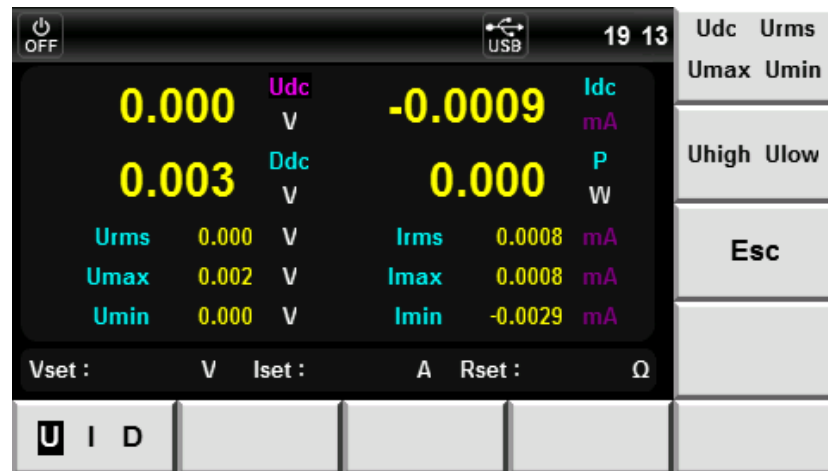 OFF USB 19 13
0.000 Udc V -0.0009 Idc mA
0.003 Ddc V 0.000 P W
Urms 0.000 V Irms 0.0008 mA
Umax 0.002 V Imax 0.0008 mA
Umin 0.000 V Imin -0.0029 mA
Vset : V Iset : A Rset : Ω
U I D
Udc Urms
Umax Umin
Uhigh Ulow
Esc